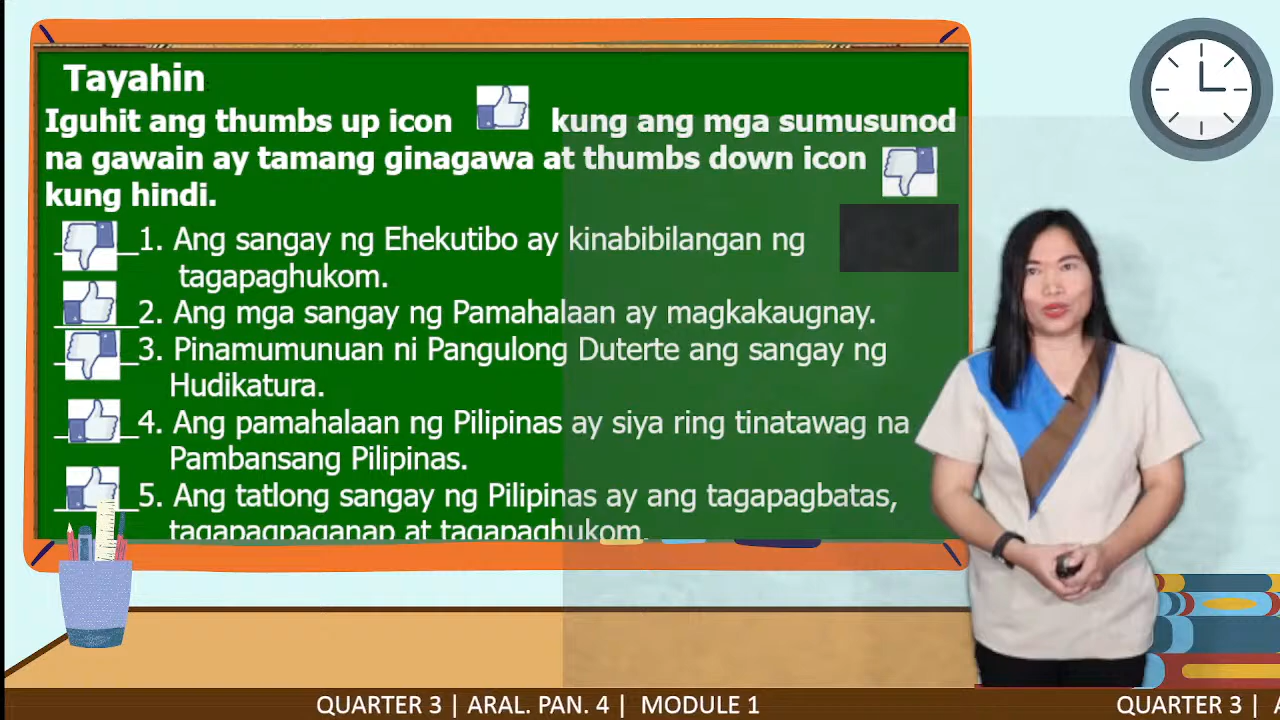 Tayahin
Iguhit ang thumbs up icon kung ang mga sumusunod
na gawain ay tamang ginagawa at thumbs down icon
kung hindi.
1. Ang sangay ng Ehekutibo ay kinabibilangan ng
tagapaghukom.
2. Ang mga sangay ng Pamahalaan ay magkakaugnay.
3. Pinamumunuan ni Pangulong Duterte ang sangay ng
Hudikatura.
4. Ang pamahalaan ng Pilipinas ay siya ring tinatawag na
Pambansang Pilipinas.
5. Ang tatlong sangay ng Pilipinas ay ang tagapagbatas,
tagapagpaganap at tagapaghukom.
QUARTER 3 | ARAL. PAN. 4 | MODULE 1 QUARTER 3 |